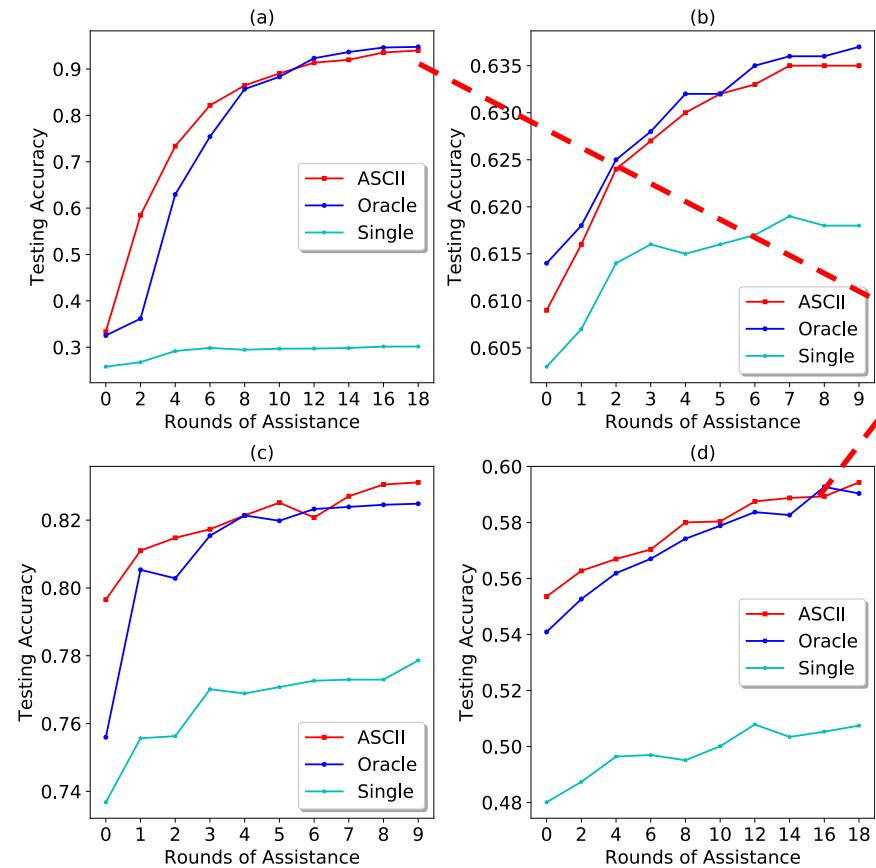 (a)
Testing Accuracy
0.9
0.8
0.7
0.6
0.5
0.4
0.3
ASCII
Oracle
Single
0 2 4 6 8 10 12 14 16 18
Rounds of Assistance
(b)
Testing Accuracy
0.635
0.630
0.625
0.620
0.615
0.610
0.605
ASCII
Oracle
Single
0 1 2 3 4 5 6 7 8 9
Rounds of Assistance
(c)
Testing Accuracy
0.82
0.80
0.78
0.76
0.74
ASCII
Oracle
Single
0 1 2 3 4 5 6 7 8 9
Rounds of Assistance
(d)
Testing Accuracy
0.60
0.58
0.56
0.54
0.52
0.50
0.48
ASCII
Oracle
Single
0 2 4 6 8 10 12 14 16 18
Rounds of Assistance